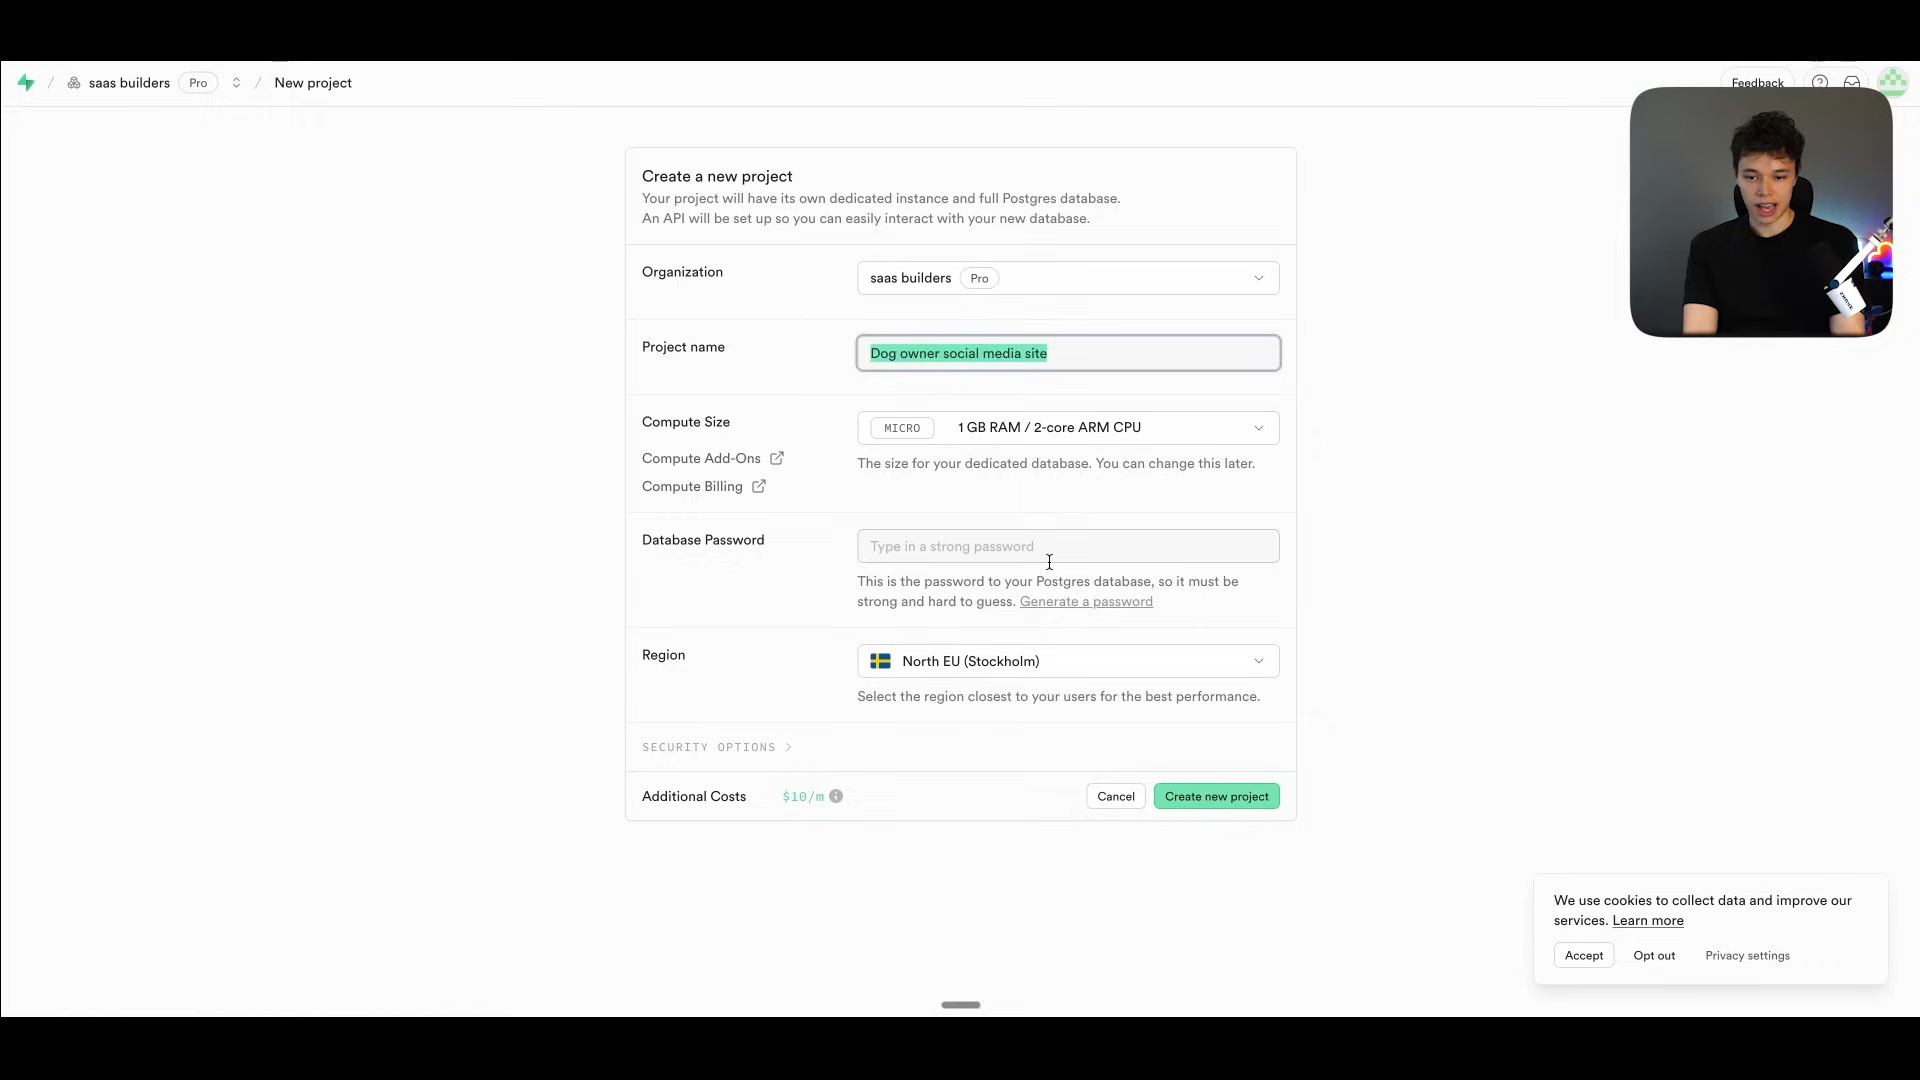 saas builders Pro / New project
Feedback
Create a new project
Your project will have its own dedicated instance and full Postgres database.
An API will be set up so you can easily interact with your new database.
Organization
saas builders Pro
Project name
Dog owner social media site
Compute Size
MICRO 1 GB RAM / 2-core ARM CPU
Compute Add-Ons
The size for your dedicated database. You can change this later.
Compute Billing
Database Password
Type in a strong password
This is the password to your Postgres database, so it must be
strong and hard to guess. Generate a password
Region
North EU (Stockholm)
Select the region closest to your users for the best performance.
SECURITY OPTIONS
Additional Costs $10/m
Cancel
Create new project
We use cookies to collect data and improve our
services. Learn more
Accept
Opt out
Privacy settings